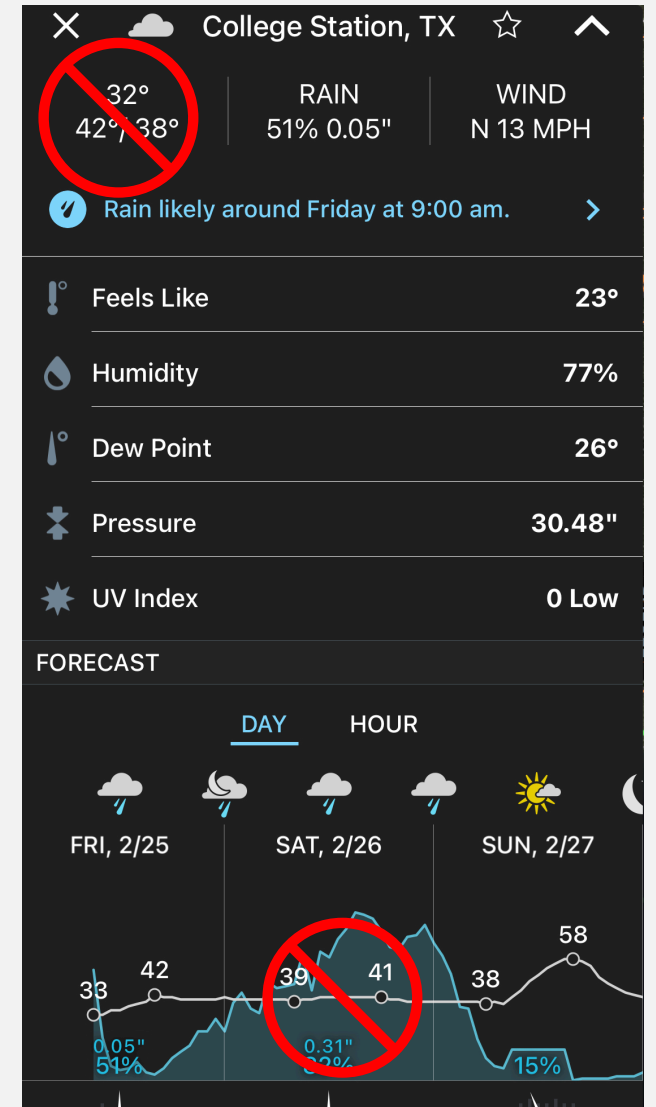 College Station, TX
32°
42°/ 38°
RAIN
51% 0.05"
WIND
N 13 MPH
Rain likely around Friday at 9:00 am.
Feels Like 23°
Humidity 77%
Dew Point 26°
Pressure 30.48"
UV Index 0 Low
FORECAST
DAY HOUR
FRI, 2/25 SAT, 2/26 SUN, 2/27
58
33 42 39 41 38
0.05" 0.31"
51% 15%